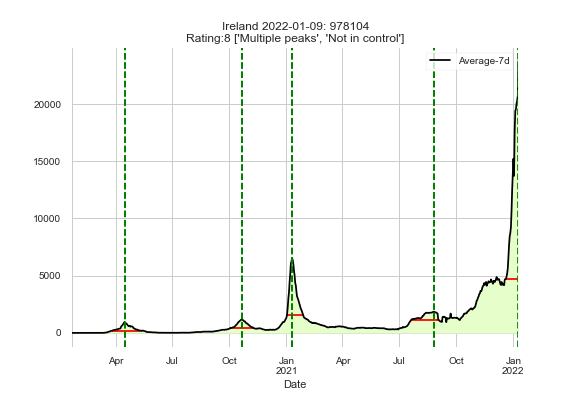 Ireland 2022-01-09: 978104
Rating:8 ['Multiple peaks', 'Not in control']
Average-7d
20000
15000
10000
5000
0
Apr
Jul
Oct
Jan
2021
Apr
Jul
Oct
Jan
2022
Date